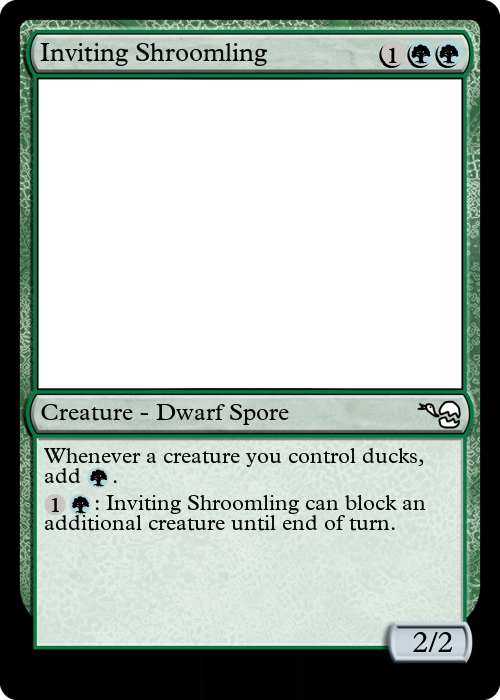 Inviting Shroomling 1
Creature - Dwarf Spore
Whenever a creature you control ducks,
add .
1 : Inviting Shroomling can block an
additional creature until end of turn.
2/2